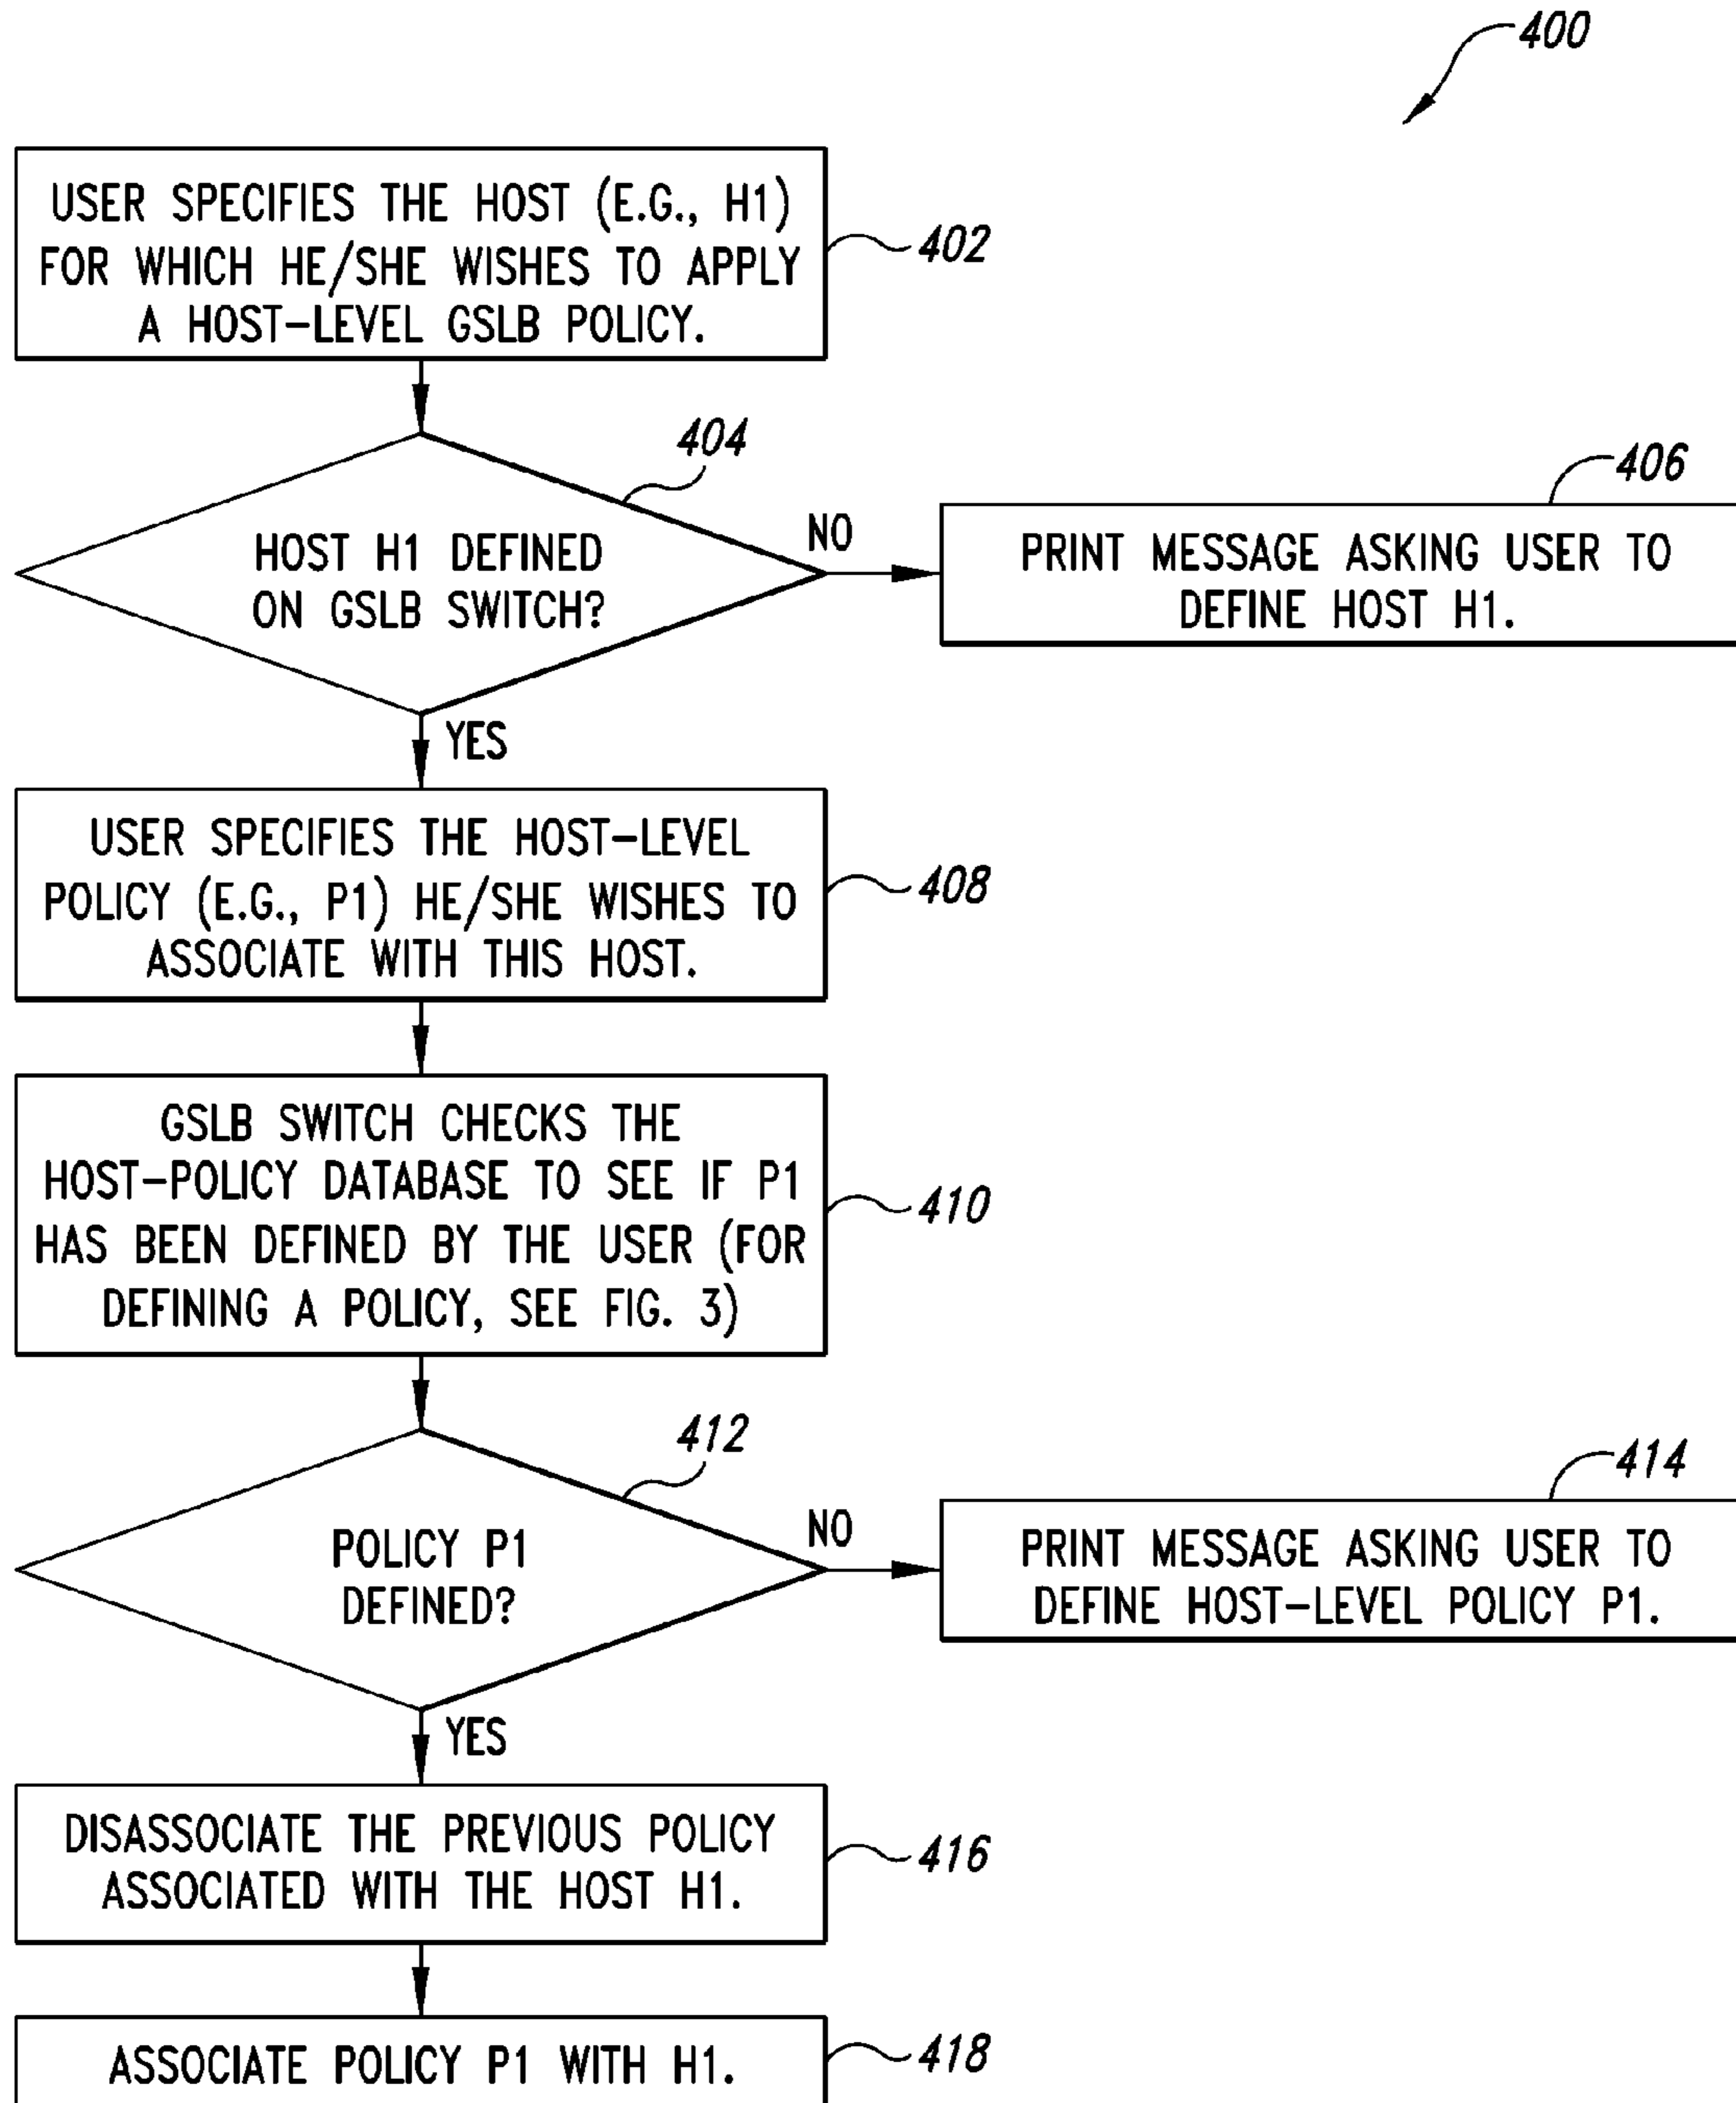 400
USER SPECIFIES THE HOST (E.G., H1)
FOR WHICH HE/SHE WISHES TO APPLY
A HOST-LEVEL GSLB POLICY.
402
404
HOST H1 DEFINED
ON GSLB SWITCH?
NO
406
PRINT MESSAGE ASKING USER TO
DEFINE HOST H1.
YES
USER SPECIFIES THE HOST-LEVEL
POLICY (E.G., P1) HE/SHE WISHES TO
ASSOCIATE WITH THIS HOST.
408
GSLB SWITCH CHECKS THE
HOST-POLICY DATABASE TO SEE IF P1
HAS BEEN DEFINED BY THE USER (FOR
DEFINING A POLICY, SEE FIG. 3)
410
412
POLICY P1
DEFINED?
NO
414
PRINT MESSAGE ASKING USER TO
DEFINE HOST-LEVEL POLICY P1.
YES
DISASSOCIATE THE PREVIOUS POLICY
ASSOCIATED WITH THE HOST H1.
416
ASSOCIATE POLICY P1 WITH H1.
418